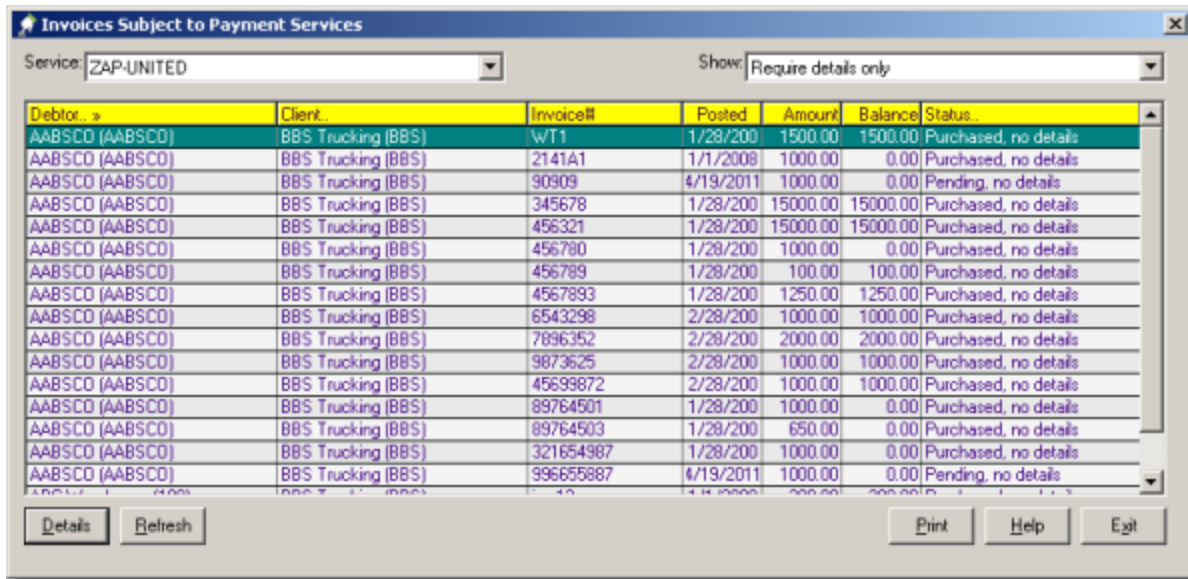 Invoices Subject to Payment Services
Service: ZAP-UNITED Show: Require details only
Debtor.. » Client.. Invoice# Posted Amount Balance Status..
AABSCO (AABSCO) BBS Trucking (BBS) WT1 1/28/200 1500.00 1500.00 Purchased, no details
AABSCO (AABSCO) BBS Trucking (BBS) 2141A1 1/1/2008 1000.00 0.00 Purchased, no details
AABSCO (AABSCO) BBS Trucking (BBS) 90909 4/19/2011 1000.00 0.00 Pending, no details
AABSCO (AABSCO) BBS Trucking (BBS) 345678 1/28/200 15000.00 15000.00 Purchased, no details
AABSCO (AABSCO) BBS Trucking (BBS) 456321 1/28/200 15000.00 15000.00 Purchased, no details
AABSCO (AABSCO) BBS Trucking (BBS) 456780 1/28/200 1000.00 0.00 Purchased, no details
AABSCO (AABSCO) BBS Trucking (BBS) 456789 1/28/200 100.00 100.00 Purchased, no details
AABSCO (AABSCO) BBS Trucking (BBS) 4567893 1/28/200 1250.00 1250.00 Purchased, no details
AABSCO (AABSCO) BBS Trucking (BBS) 6543298 2/28/200 1000.00 1000.00 Purchased, no details
AABSCO (AABSCO) BBS Trucking (BBS) 7896352 2/28/200 2000.00 2000.00 Purchased, no details
AABSCO (AABSCO) BBS Trucking (BBS) 9873625 2/28/200 1000.00 1000.00 Purchased, no details
AABSCO (AABSCO) BBS Trucking (BBS) 45699872 2/28/200 1000.00 1000.00 Purchased, no details
AABSCO (AABSCO) BBS Trucking (BBS) 89764501 1/28/200 1000.00 0.00 Purchased, no details
AABSCO (AABSCO) BBS Trucking (BBS) 89764503 1/28/200 650.00 0.00 Purchased, no details
AABSCO (AABSCO) BBS Trucking (BBS) 321654987 1/28/200 1000.00 0.00 Purchased, no details
AABSCO (AABSCO) BBS Trucking (BBS) 996655887 4/19/2011 1000.00 0.00 Pending, no details
Details Refresh Print Help Exit